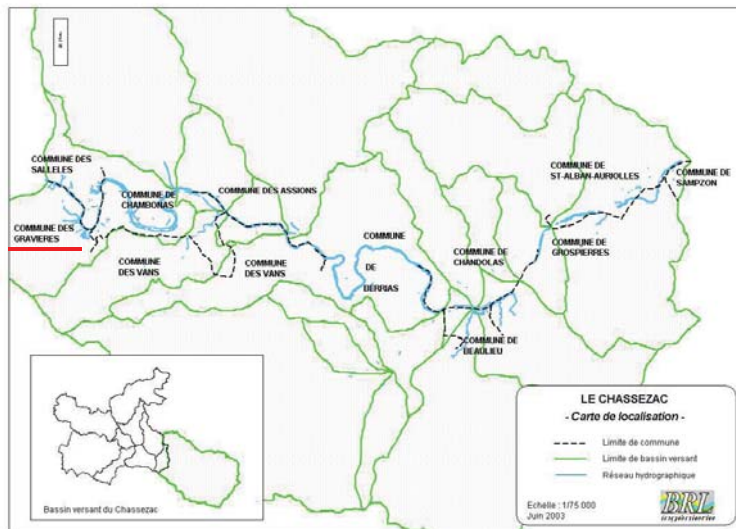 COMMUNE DES
SALLELES
COMMUNE DE
CHAMBONAS
COMMUNE DES ASSIONS
COMMUNE DE
ST-ALBAN-AURIOLLES
COMMUNE DE
SAMPZON
COMMUNE DES
GRAVIERES
COMMUNE
DES VANS
COMMUNE
DES VANS
COMMUNE
DE
BERRIAS
COMMUNE DE
CHANDOLAS
COMMUNE DE
GROSPIERRES
COMMUNE DE
BEAULIEU
Bassin versant du Chassezac
LE CHASSEZAC
- Carte de localisation -
Limite de commune
Limite de bassin versant
Réseau hydrographique
Echelle : 1/75 000
Juin 2003
BRL
ingénierie